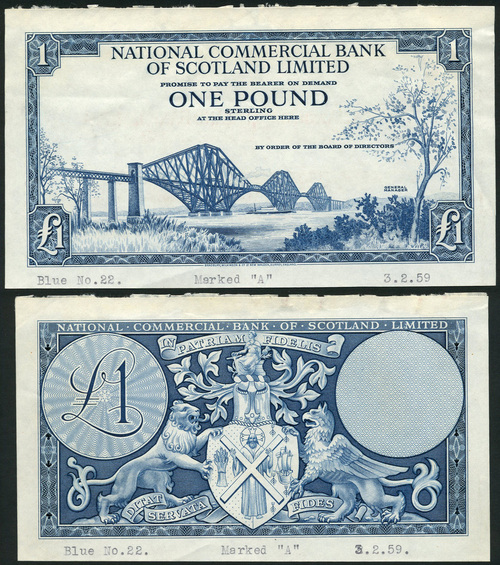 1
1
NATIONAL COMMERCIAL BANK
OF SCOTLAND LIMITED
PROMISE TO PAY THE BEARER ON DEMAND
ONE POUND
STERLING
AT THE HEAD OFFICE HERE
BY ORDER OF THE BOARD OF DIRECTORS
GENERAL
MANAGER
£1
£1
Blue No.22. Marked "A" 3.2.59
NATIONAL · COMMERCIAL · BANK · OF · SCOTLAND · LIMITED
IN PATRIAM FIDELIS
£1
DITAT SERVATA FIDES
Blue No.22. Marked "A" 3.2.59.